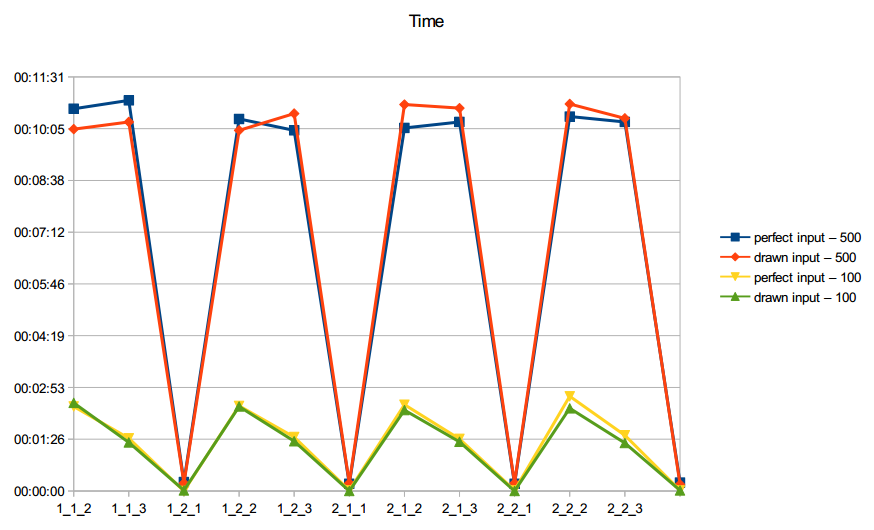 Time
00:11:31
00:10:05
00:08:38
00:07:12
00:05:46
00:04:19
00:02:53
00:01:26
00:00:00
1_1_2 1_1_3 1_2_1 1_2_2 1_2_3 2_1_1 2_1_2 2_1_3 2_2_1 2_2_2 2_2_3
perfect input – 500
drawn input – 500
perfect input – 100
drawn input – 100